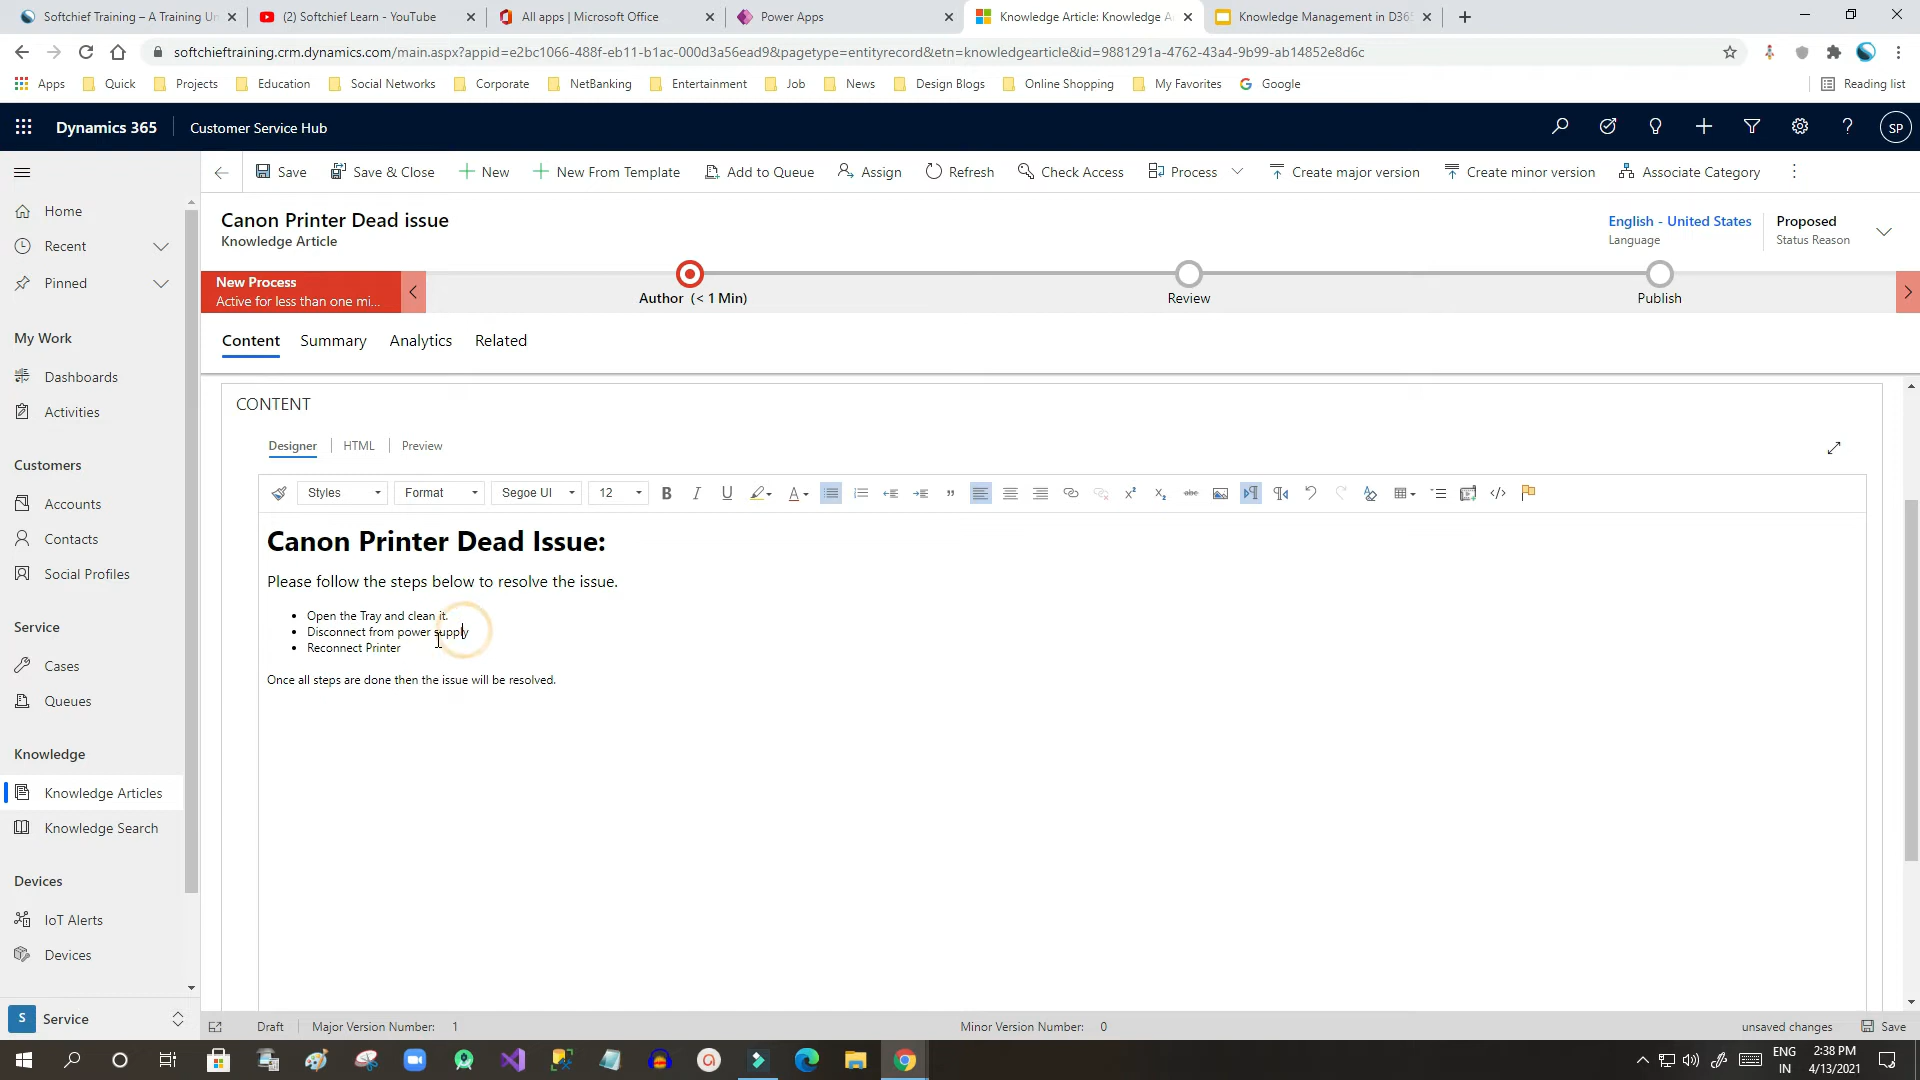 Softchief Training – A Training Un
(2) Softchief Learn - YouTube
All apps | Microsoft Office
Power Apps
Knowledge Article: Knowledge A
Knowledge Management in D365
softchieftraining.crm.dynamics.com/main.aspx?appid=e2bc1066-488f-eb11-b1ac-000d3a56ead9&pagetype=entityrecord&etn=knowledgearticle&id=9881291a-4762-43a4-9b99-ab14852e8d6c
Apps
Quick
Projects
Education
Social Networks
Corporate
NetBanking
Entertainment
Job
News
Design Blogs
Online Shopping
My Favorites
Google
Reading list
Dynamics 365
Customer Service Hub
SP
Save
Save & Close
New
New From Template
Add to Queue
Assign
Refresh
Check Access
Process
Create major version
Create minor version
Associate Category
Home
Recent
Pinned
My Work
Dashboards
Activities
Customers
Accounts
Contacts
Social Profiles
Service
Cases
Queues
Knowledge
Knowledge Articles
Knowledge Search
Devices
IoT Alerts
Devices
S
Service
Canon Printer Dead issue
Knowledge Article
English - United States
Language
Proposed
Status Reason
New Process
Active for less than one mi...
Author (< 1 Min)
Review
Publish
Content
Summary
Analytics
Related
CONTENT
Designer
HTML
Preview
Styles
Format
Segoe UI
12
Canon Printer Dead Issue:
Please follow the steps below to resolve the issue.
Open the Tray and clean it.
Disconnect from power supply
Reconnect Printer
Once all steps are done then the issue will be resolved.
Draft
Major Version Number: 1
Minor Version Number: 0
unsaved changes
Save
ENG
IN
2:38 PM
4/13/2021